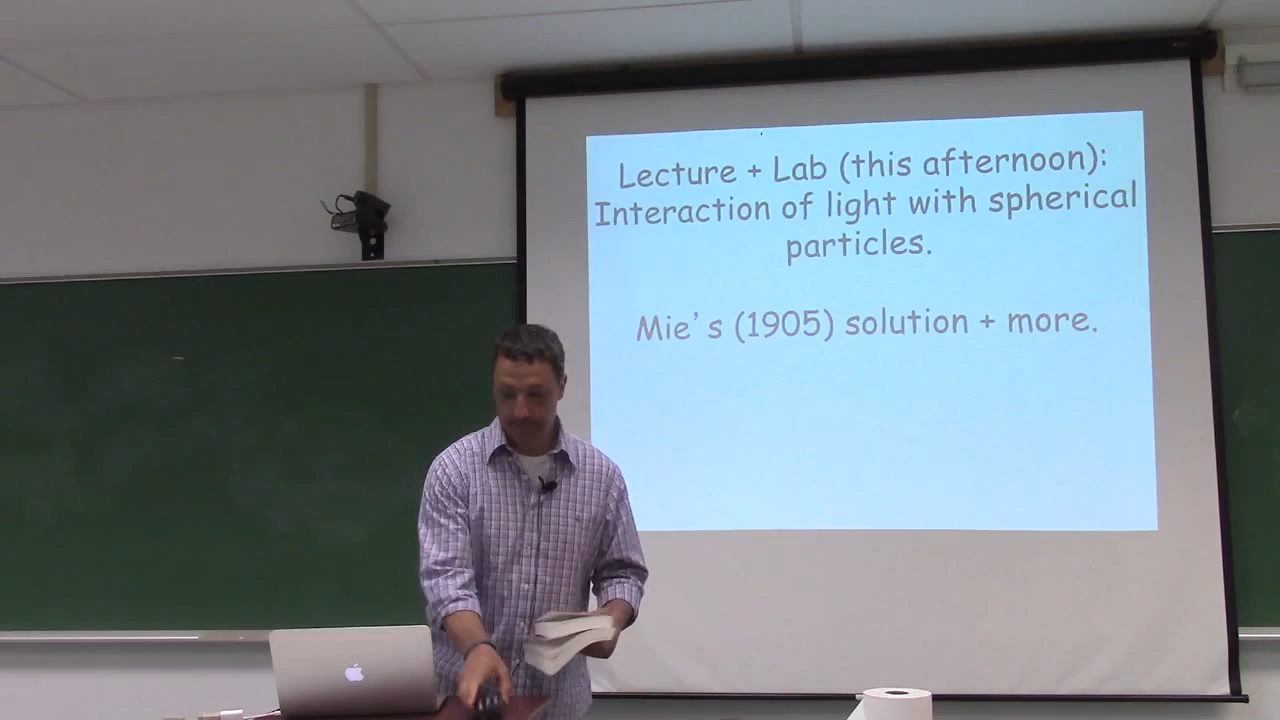 Lecture + Lab (this afternoon):
Interaction of light with spherical
particles.
Mie's (1905) solution + more.